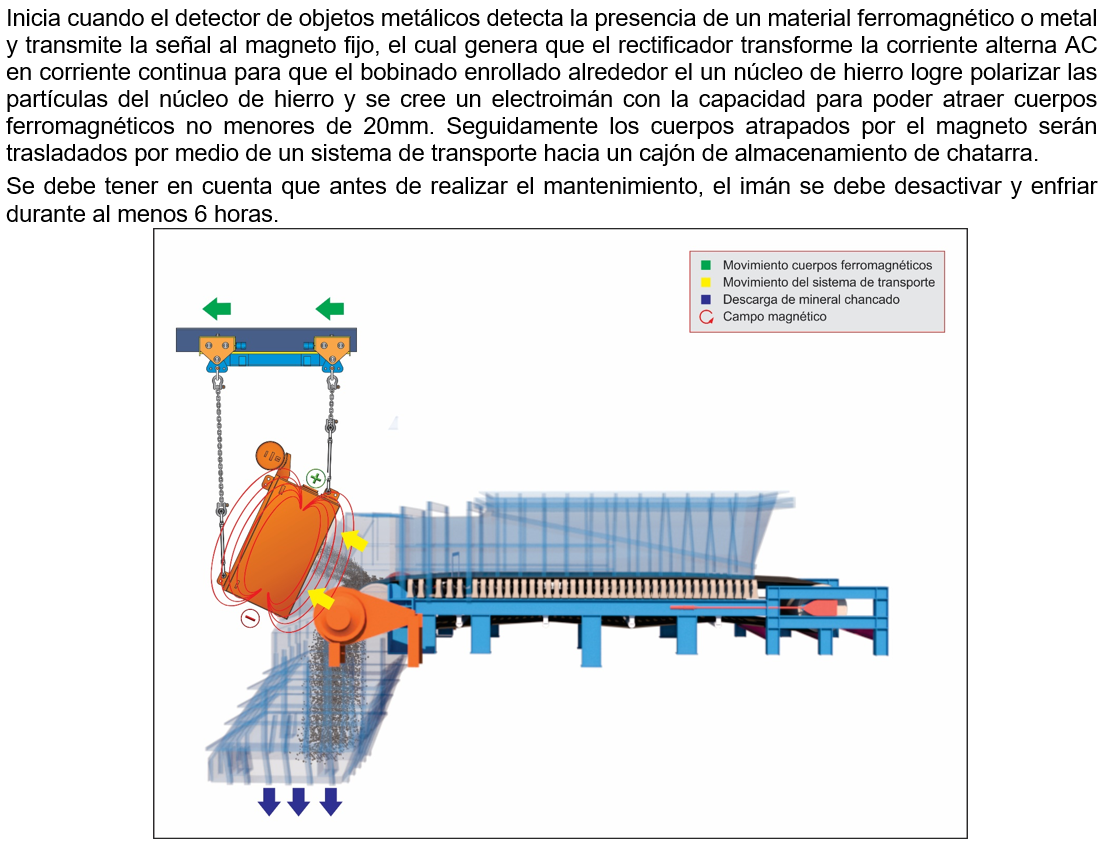 Inicia cuando el detector de objetos metálicos detecta la presencia de un material ferromagnético o metal
y transmite la señal al magneto fijo, el cual genera que el rectificador transforme la corriente alterna AC
en corriente continua para que el bobinado enrollado alrededor el un núcleo de hierro logre polarizar las
partículas del núcleo de hierro y se cree un electroimán con la capacidad para poder atraer cuerpos
ferromagnéticos no menores de 20mm. Seguidamente los cuerpos atrapados por el magneto serán
trasladados por medio de un sistema de transporte hacia un cajón de almacenamiento de chatarra.
Se debe tener en cuenta que antes de realizar el mantenimiento, el imán se debe desactivar y enfriar
durante al menos 6 horas.
Movimiento cuerpos ferromagnéticos
Movimiento del sistema de transporte
Descarga de mineral chancado
Campo magnético
+
-